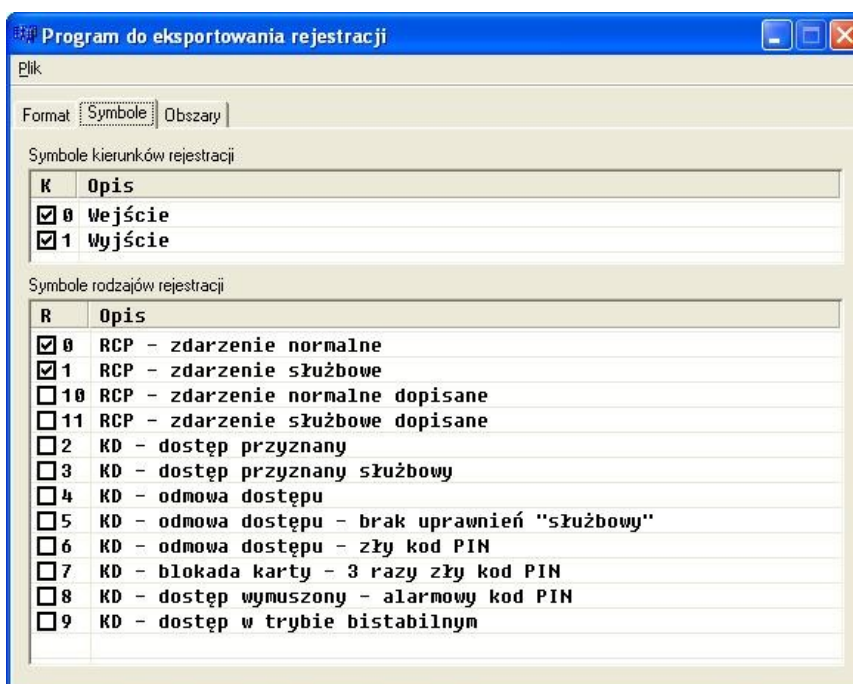 Program do eksportowania rejestracji
Plik
Format Symbole Obszary
Symbole kierunków rejestracji
K Opis
0 Wejście
1 Wyjście
Symbole rodzajów rejestracji
R Opis
0 RCP - zdarzenie normalne
1 RCP - zdarzenie służbowe
10 RCP - zdarzenie normalne dopisane
11 RCP - zdarzenie służbowe dopisane
2 KD - dostęp przyznany
3 KD - dostęp przyznany służbowy
4 KD - odmowa dostępu
5 KD - odmowa dostępu - brak uprawnień "służbowy"
6 KD - odmowa dostępu - zły kod PIN
7 KD - blokada karty - 3 razy zły kod PIN
8 KD - dostęp wymuszony - alarmowy kod PIN
9 KD - dostęp w trybie bistabilnym